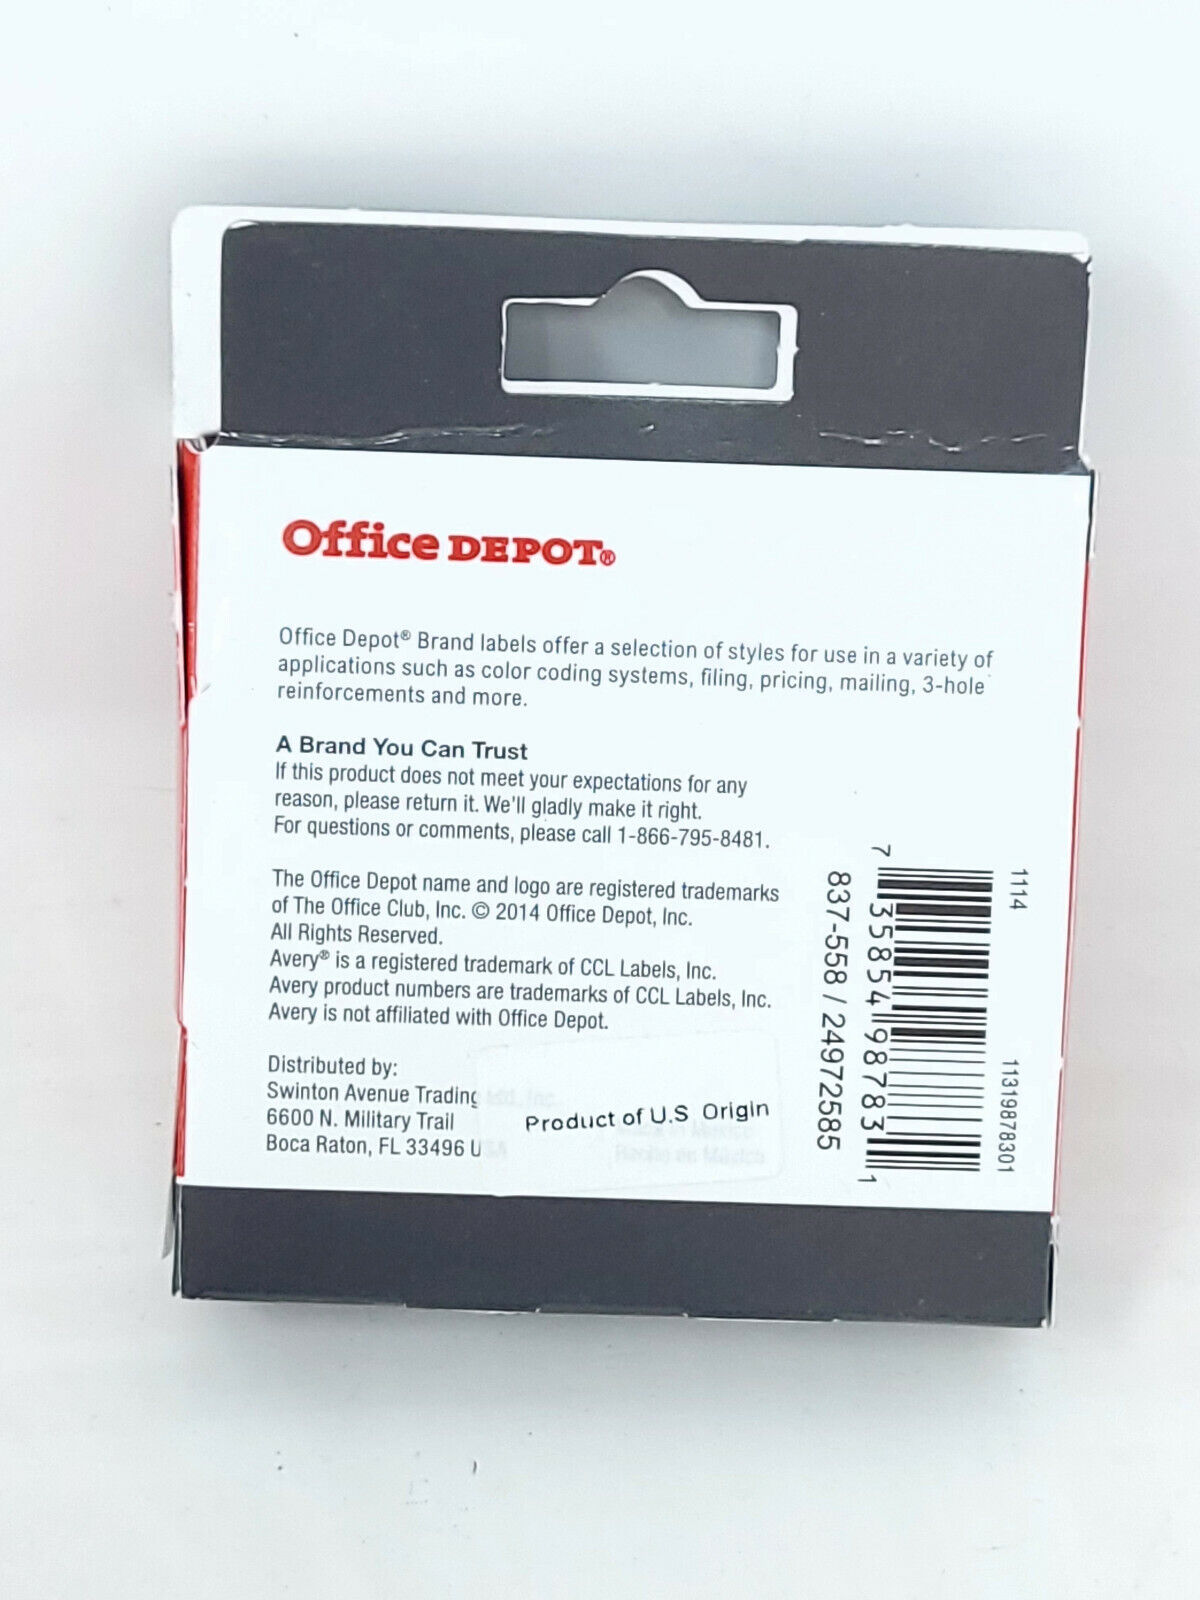 Office DEPOT®
Office Depot® Brand labels offer a selection of styles for use in a variety of
applications such as color coding systems, filing, pricing, mailing, 3-hole
reinforcements and more.
A Brand You Can Trust
If this product does not meet your expectations for any
reason, please return it. We'll gladly make it right.
For questions or comments, please call 1-866-795-8481.
The Office Depot name and logo are registered trademarks
of The Office Club, Inc. © 2014 Office Depot, Inc.
All Rights Reserved.
Avery® is a registered trademark of CCL Labels, Inc.
Avery product numbers are trademarks of CCL Labels, Inc.
Avery is not affiliated with Office Depot.
Distributed by:
Swinton Avenue Trading
6600 N. Military Trail
Boca Raton, FL 33496 U
Product of U.S Origin
1114
11319878301
7 35854 98783 1
837-558 / 24972585